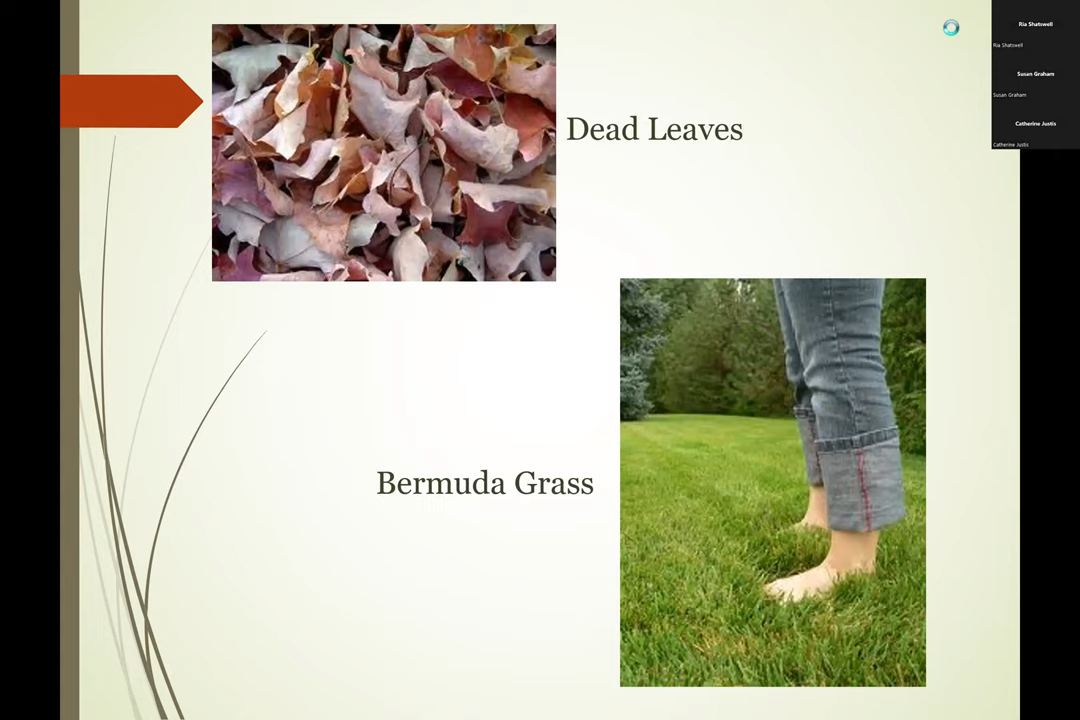 Dead Leaves
Bermuda Grass
Ria Shatswell
Ria Shatswell
Susan Graham
Susan Graham
Catherine Justis
Catherine Justis